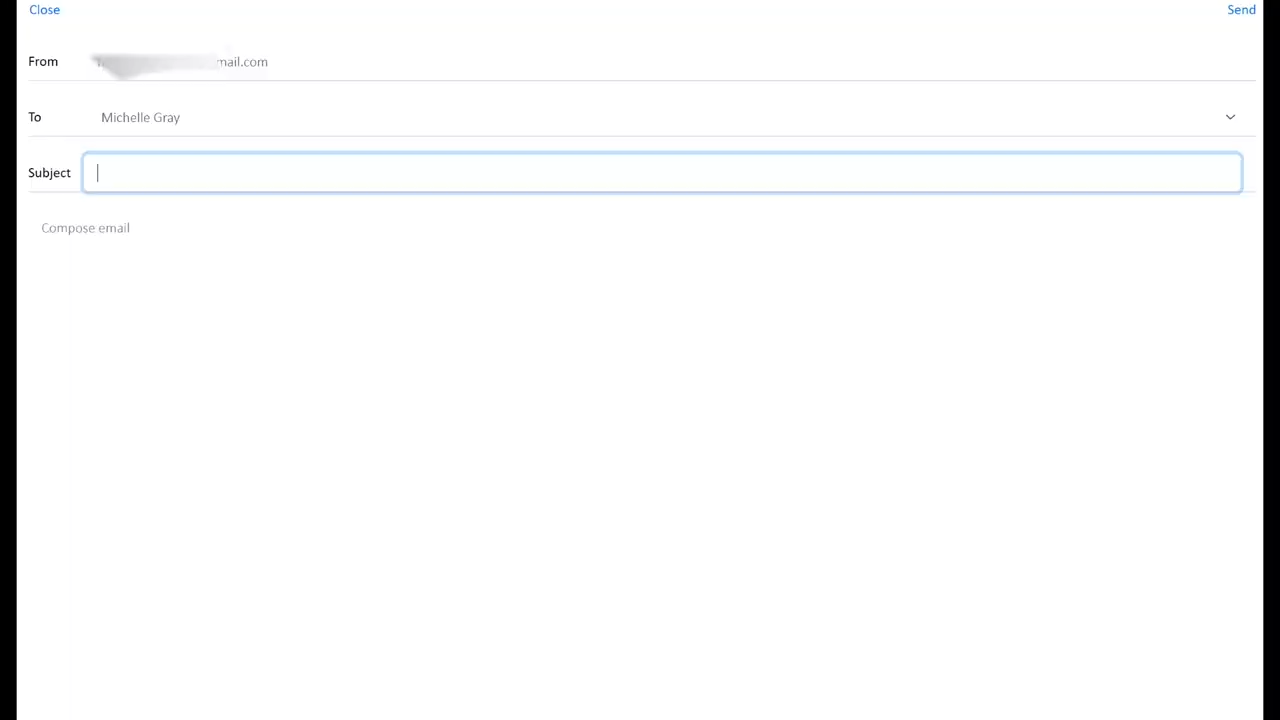 Close Send
From mail.com
To Michelle Gray
Subject
Compose email